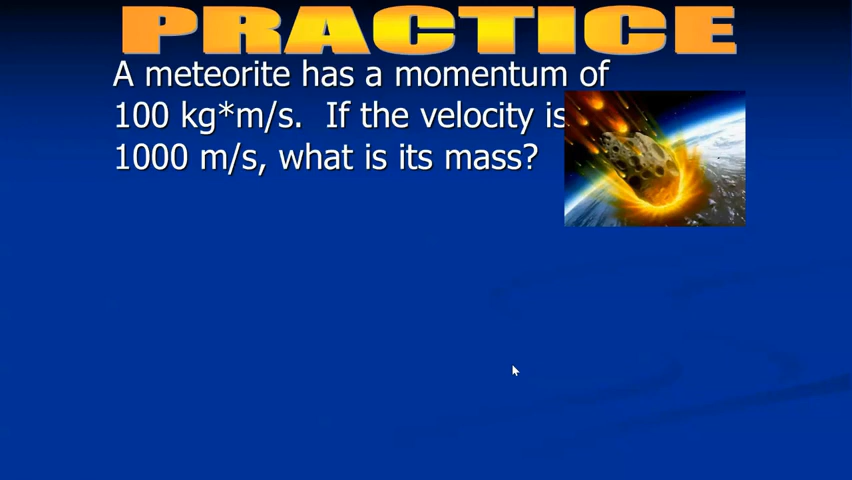 PRACTICE
A meteorite has a momentum of
100 kg*m/s.  If the velocity is
1000 m/s, what is its mass?